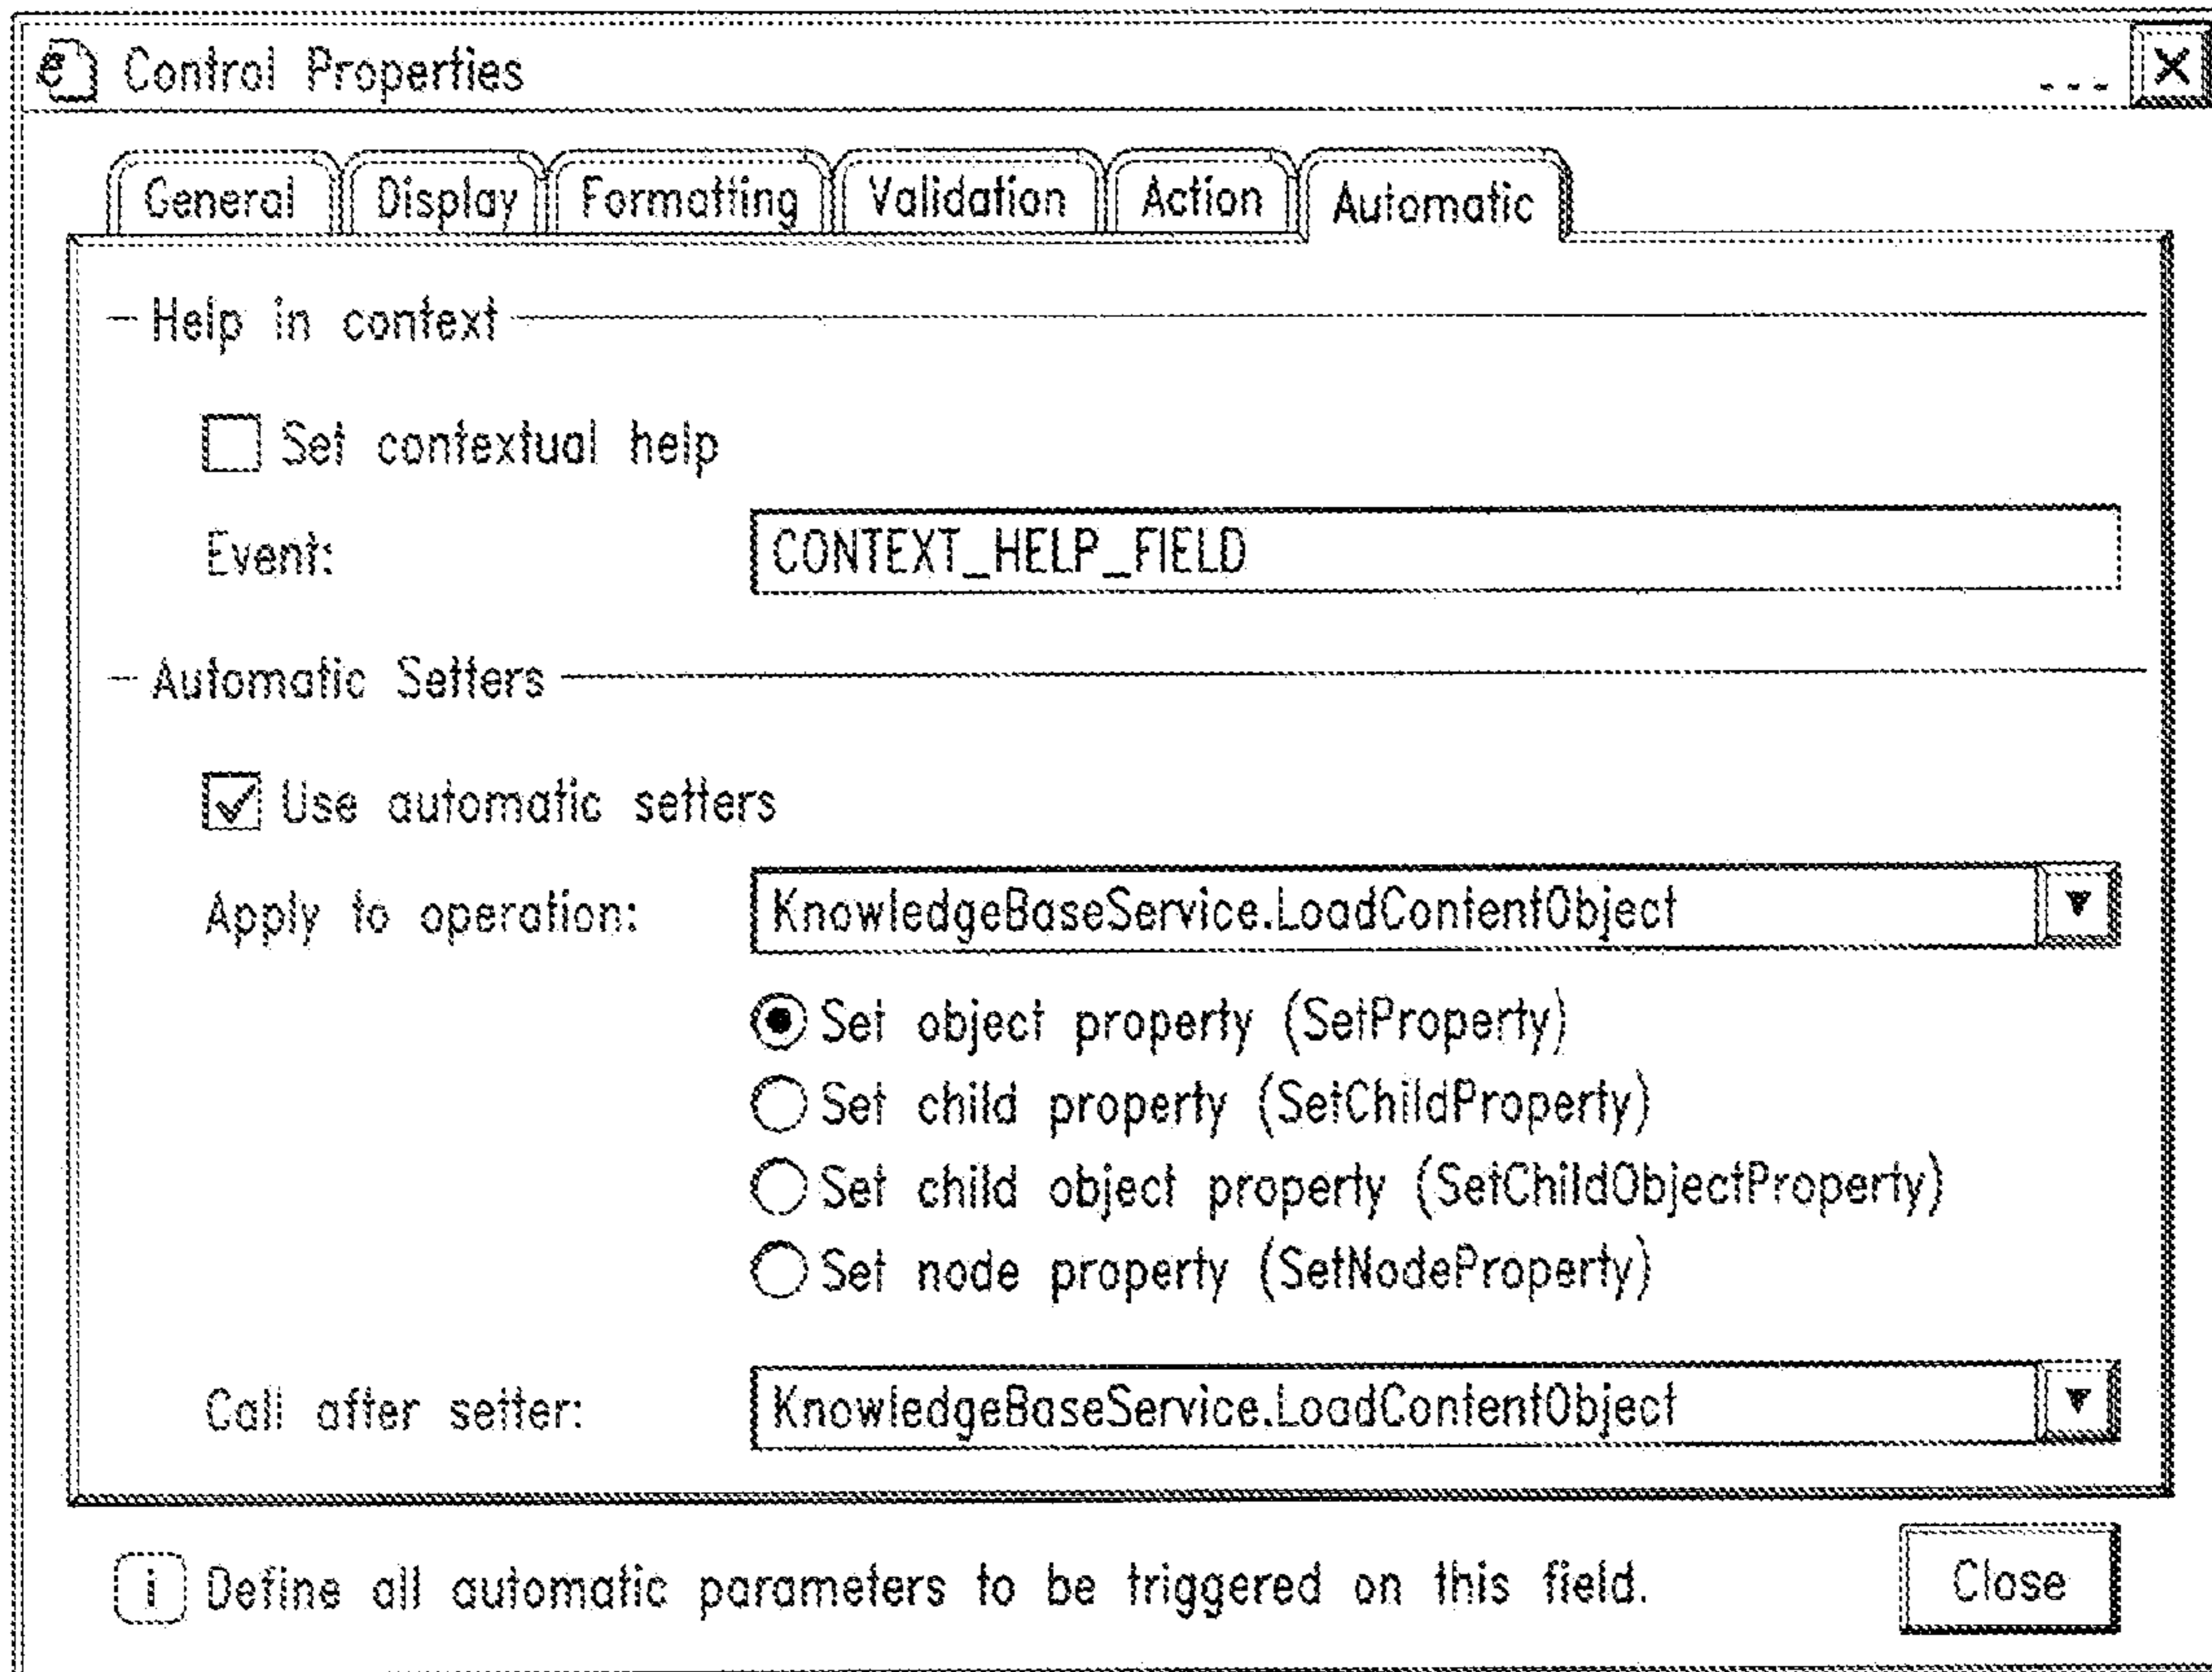 Control Properties ---
General Display Formatting Validation Action Automatic
Help in context
Set contextual help
Event: CONTEXT_HELP_FIELD
Automatic Setters
Use automatic setters
Apply to operation: KnowledgeBaseService.LoadContentObject
Set object property (SetProperty)
Set child property (SetChildProperty)
Set child object property (SetChildObjectProperty)
Set node property (SetNodeProperty)
Call after setter: KnowledgeBaseService.LoadContentObject
i Define all automatic parameters to be triggered on this field. Close